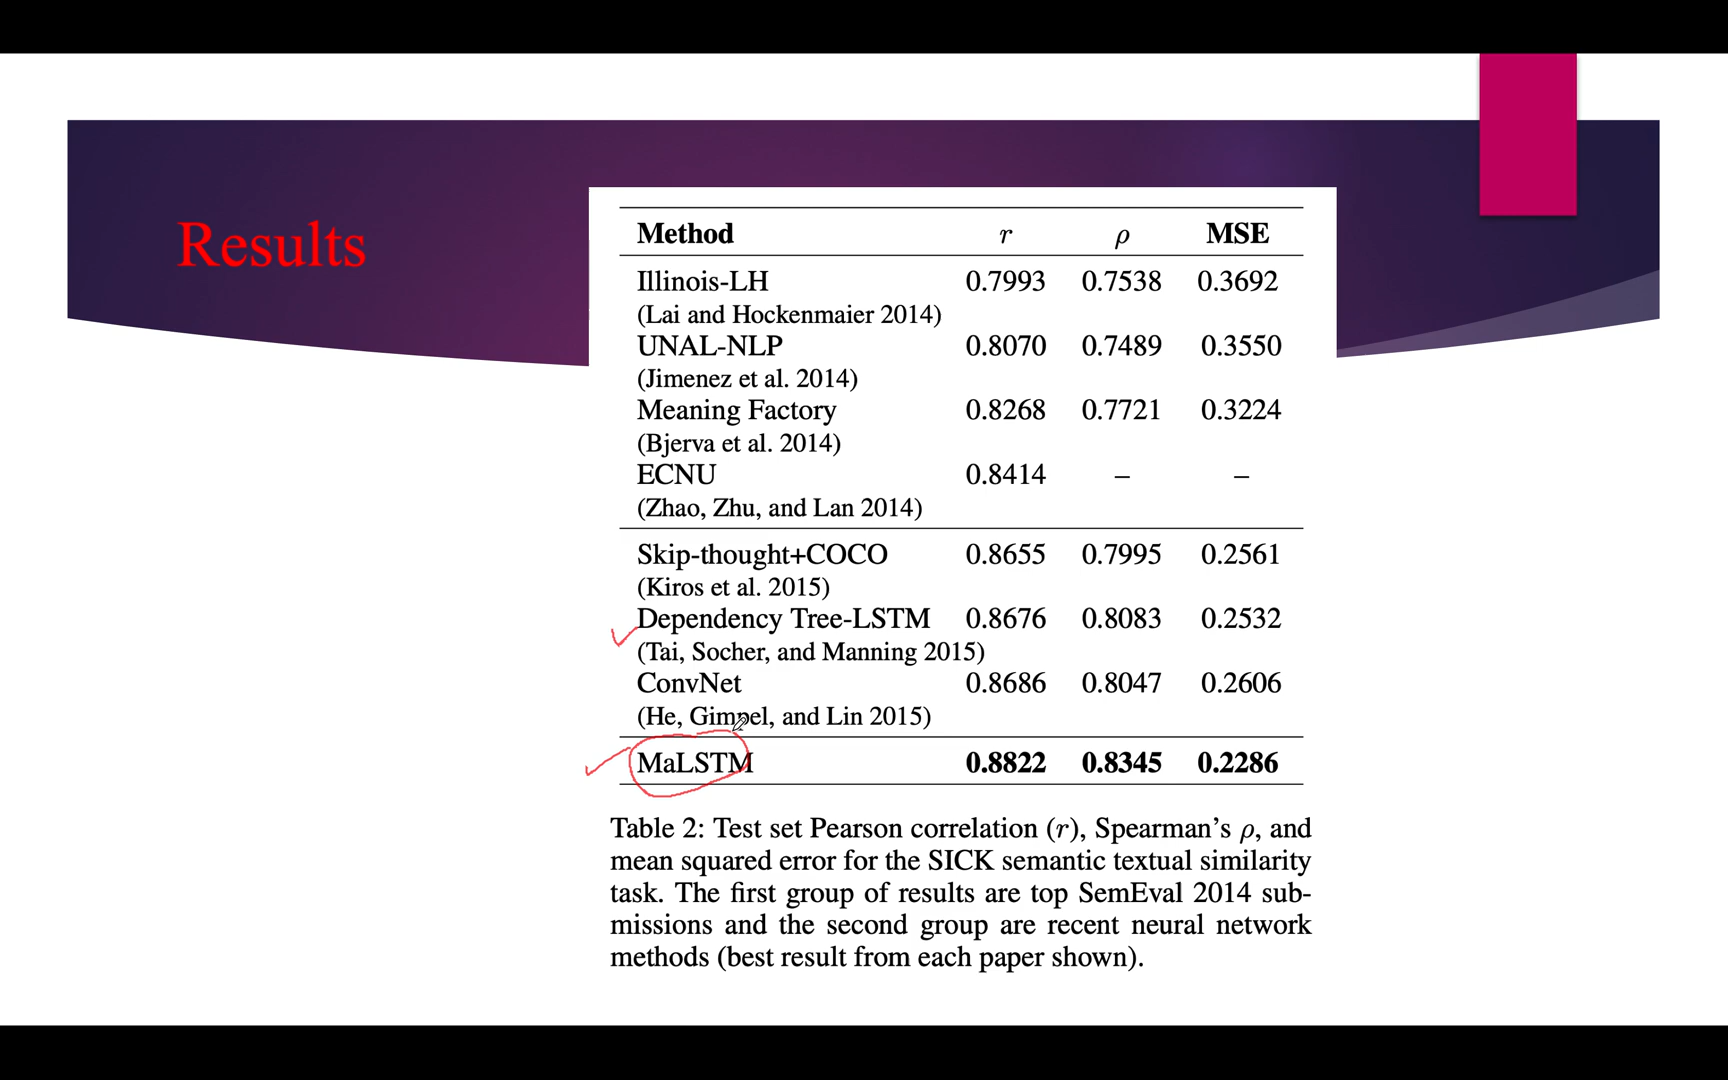 Results
Method r ρ MSE
Illinois-LH 0.7993 0.7538 0.3692
(Lai and Hockenmaier 2014)
UNAL-NLP 0.8070 0.7489 0.3550
(Jimenez et al. 2014)
Meaning Factory 0.8268 0.7721 0.3224
(Bjerva et al. 2014)
ECNU 0.8414 – –
(Zhao, Zhu, and Lan 2014)
Skip-thought+COCO 0.8655 0.7995 0.2561
(Kiros et al. 2015)
Dependency Tree-LSTM 0.8676 0.8083 0.2532
(Tai, Socher, and Manning 2015)
ConvNet 0.8686 0.8047 0.2606
(He, Gimpel, and Lin 2015)
MaLSTM 0.8822 0.8345 0.2286
Table 2: Test set Pearson correlation (r), Spearman's ρ, and
mean squared error for the SICK semantic textual similarity
task. The first group of results are top SemEval 2014 sub-
missions and the second group are recent neural network
methods (best result from each paper shown).